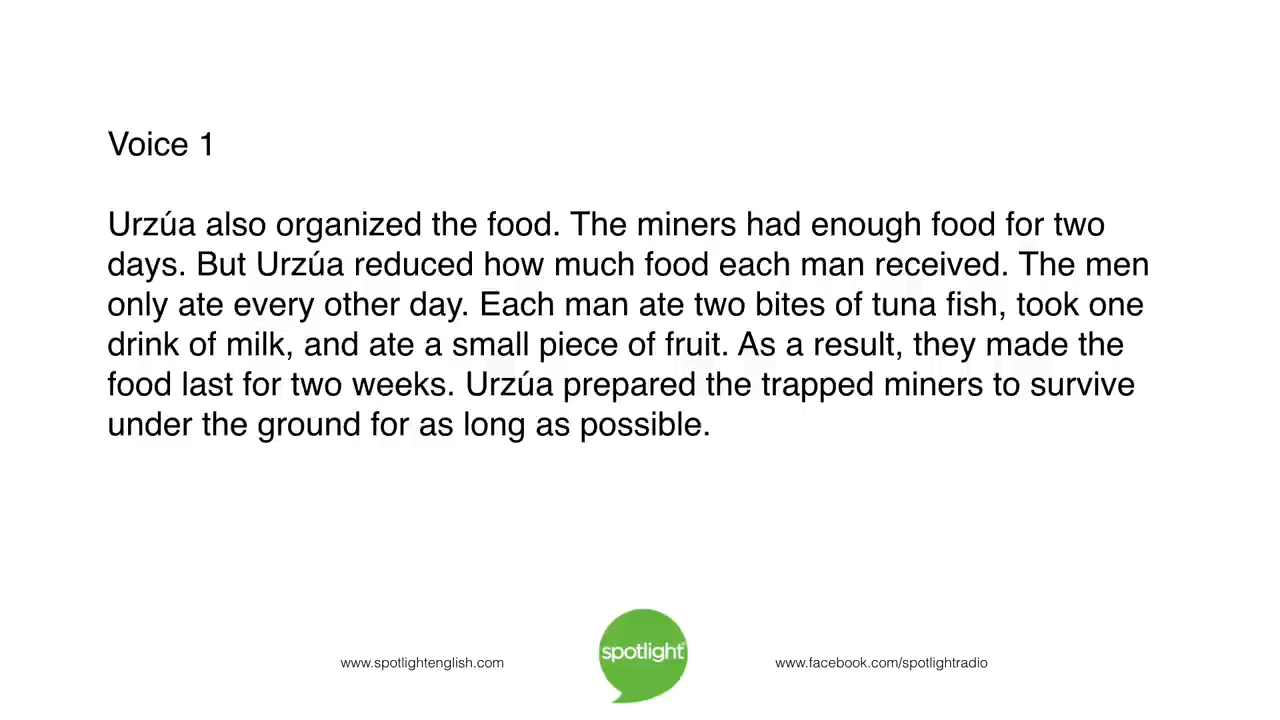 Voice 1
Urzúa also organized the food. The miners had enough food for two
days. But Urzúa reduced how much food each man received. The men
only ate every other day. Each man ate two bites of tuna fish, took one
drink of milk, and ate a small piece of fruit. As a result, they made the
food last for two weeks. Urzúa prepared the trapped miners to survive
under the ground for as long as possible.
www.spotlightenglish.com
spotlight
www.facebook.com/spotlightradio